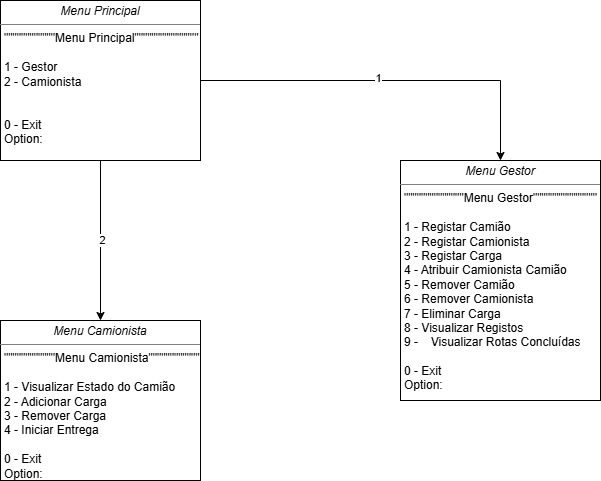 Menu Principal
""""""""""""""""""Menu Principal""""""""""""""""""""""
1 - Gestor
2 - Camionista
0 - Exit
Option:
1
2
Menu Gestor
""""""""""""""""""""Menu Gestor""""""""""""""""""""""
1 - Registar Camião
2 - Registar Camionista
3 - Registar Carga
4 - Atribuir Camionista Camião
5 - Remover Camião
6 - Remover Camionista
7 - Eliminar Carga
8 - Visualizar Registos
9 -    Visualizar Rotas Concluídas
0 - Exit
Option:
Menu Camionista
""""""""""""""""""Menu Camionista""""""""""""""""""
1 - Visualizar Estado do Camião
2 - Adicionar Carga
3 - Remover Carga
4 - Iniciar Entrega
0 - Exit
Option: